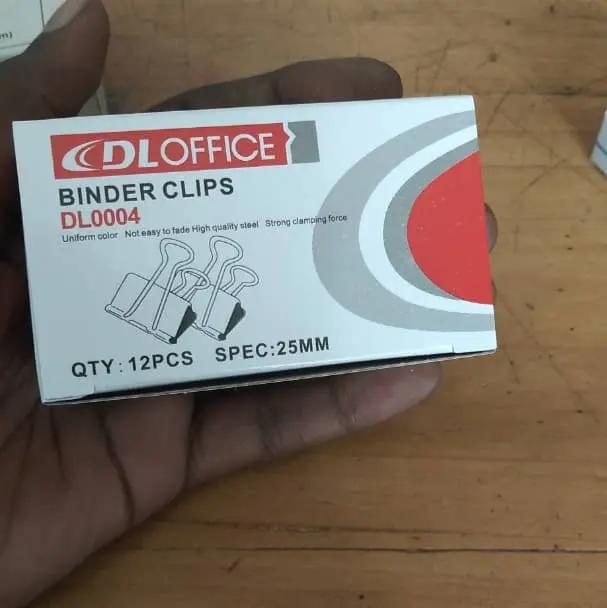 DLOFFICE
BINDER CLIPS
DL0004
Uniform color Not easy to fade High quality steel Strong clamping force
QTY: 12PCS SPEC:25MM